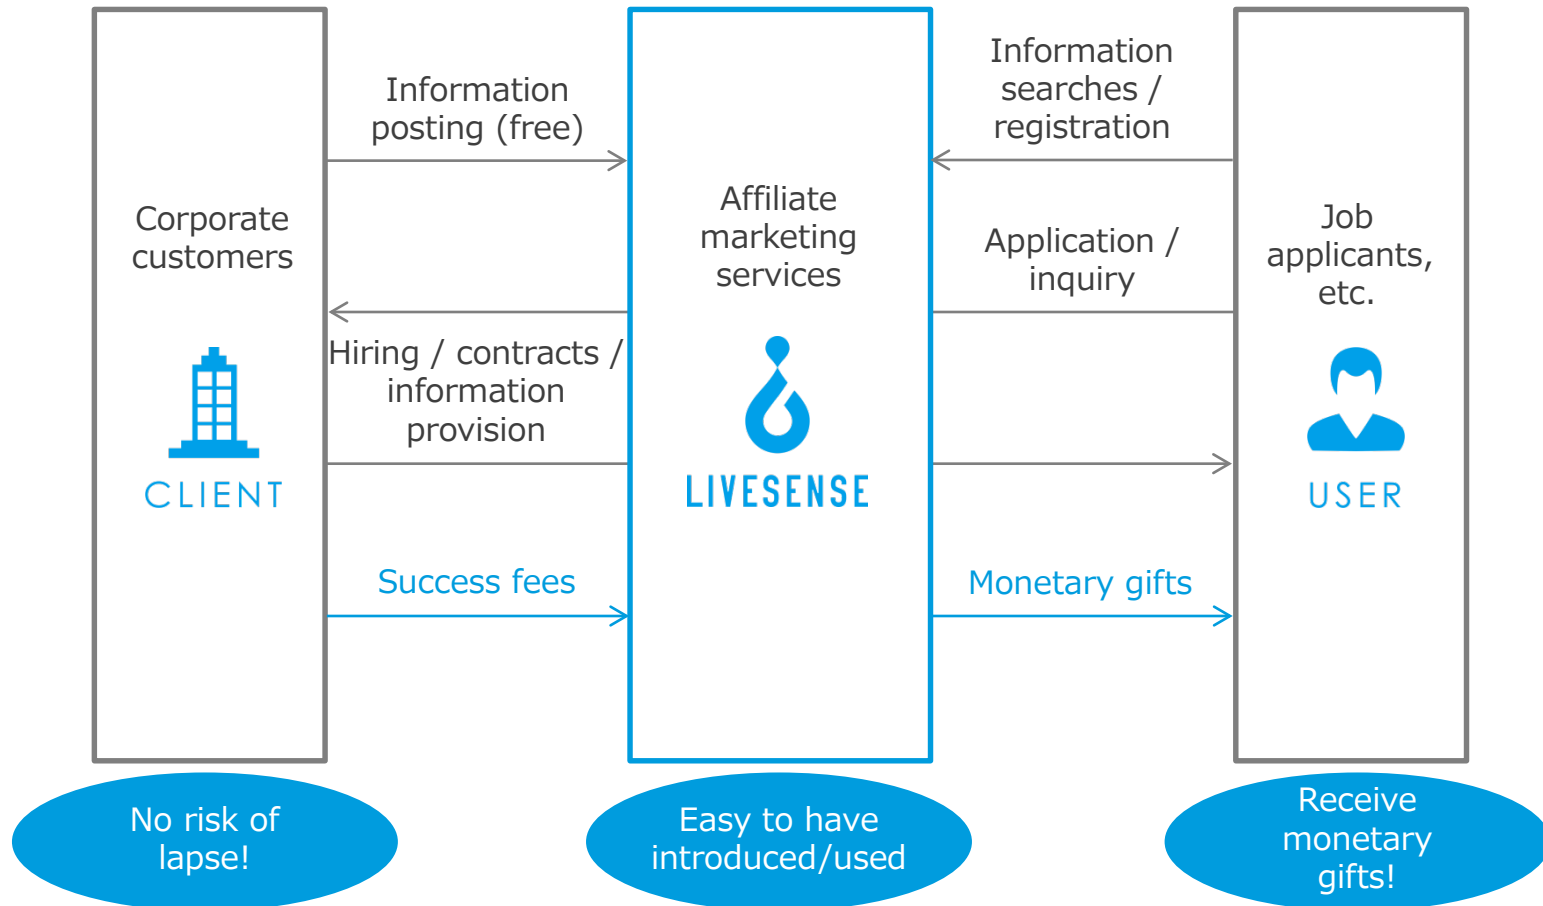 Information
posting (free)
Information
searches /
registration
Corporate
customers
Affiliate
marketing
services
Application /
inquiry
Job
applicants,
etc.
Hiring / contracts /
information
provision
CLIENT
LIVESENSE
USER
Success fees
Monetary gifts
No risk of
lapse!
Easy to have
introduced/used
Receive
monetary
gifts!